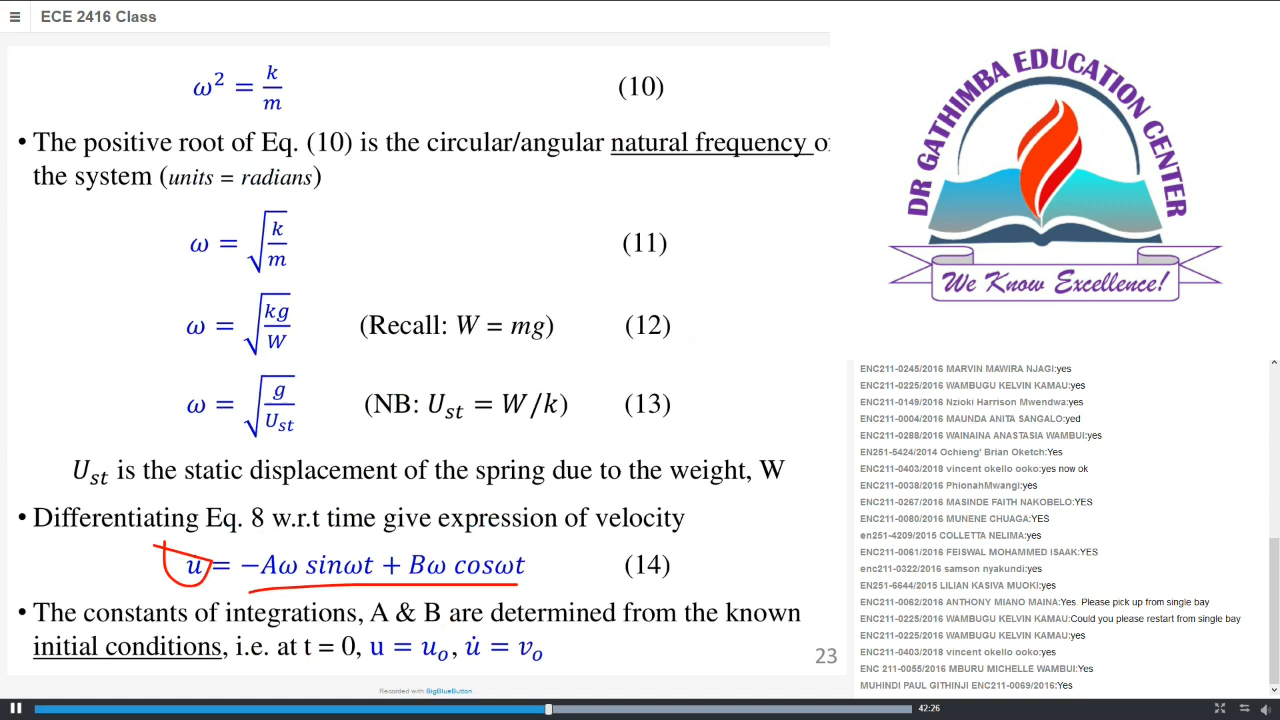 ECE 2416 Class
ω² = k/m (10)
• The positive root of Eq. (10) is the circular/angular natural frequency of
the system (units = radians)
ω = √(k/m) (11)
ω = √(kg/W) (Recall: W = mg) (12)
ω = √(g/U_st) (NB: U_st = W/k) (13)
U_st is the static displacement of the spring due to the weight, W
• Differentiating Eq. 8 w.r.t time give expression of velocity
u̇ = −Aω sinωt + Bω cosωt (14)
• The constants of integrations, A & B are determined from the known
initial conditions, i.e. at t = 0, u = u_o, u̇ = v_o
23
DR GATHIMBA EDUCATION CENTER
We Know Excellence!
ENC211-0245/2016 MARVIN MAWIRA NJAGI:yes
ENC211-0225/2016 WAMBUGU KELVIN KAMAU:yes
ENC211-0149/2016 Nzioki Harrison Mwendwa:yes
ENC211-0004/2016 MAUNDA ANITA SANGALO:yed
ENC211-0288/2016 WAINAINA ANASTASIA WAMBUI:yes
EN251-5424/2014 Ochieng' Brian Oketch:Yes
ENC211-0403/2018 vincent okello ooko:yes now ok
ENC211-0038/2016 PhionahMwangi:yes
ENC211-0267/2016 MASINDE FAITH NAKOBELO:YES
ENC211-0080/2016 MUNENE CHUAGA:YES
en251-4209/2015 COLLETTA NELIMA:yes
ENC211-0061/2016 FEISWAL MOHAMMED ISAAK:YES
enc211-0322/2016 samson nyakundi:yes
EN251-6644/2015 LILIAN KASIVA MUOKI:yes
ENC211-0062/2016 ANTHONY MIANO MAINA:Yes. Please pick up from single bay
ENC211-0225/2016 WAMBUGU KELVIN KAMAU:Could you please restart from single bay
ENC211-0225/2016 WAMBUGU KELVIN KAMAU:yes
ENC211-0403/2018 vincent okello ooko:yes
ENC 211-0055/2016 MBURU MICHELLE WAMBUI:Yes
MUHINDI PAUL GITHINJI ENC211-0069/2016:Yes
Recorded with BigBlueButton.
42:26